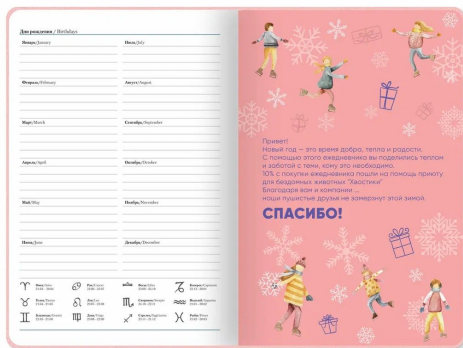 Дни рождения / Birthdays
Январь/January
Июль/July
Февраль/February
Август/August
Март/March
Сентябрь/September
Апрель/April
Октябрь/October
Май/May
Ноябрь/November
Июнь/June
Декабрь/December
Привет!
Новый год — это время добра, тепла и радости.
С помощью этого ежедневника вы поделились теплом
и заботой с теми, кому это необходимо.
10% с покупки ежедневника пошли на помощь приюту
для бездомных животных "Хвостики"
Благодаря вам и компании ...
наши пушистые друзья не замерзнут этой зимой.
СПАСИБО!